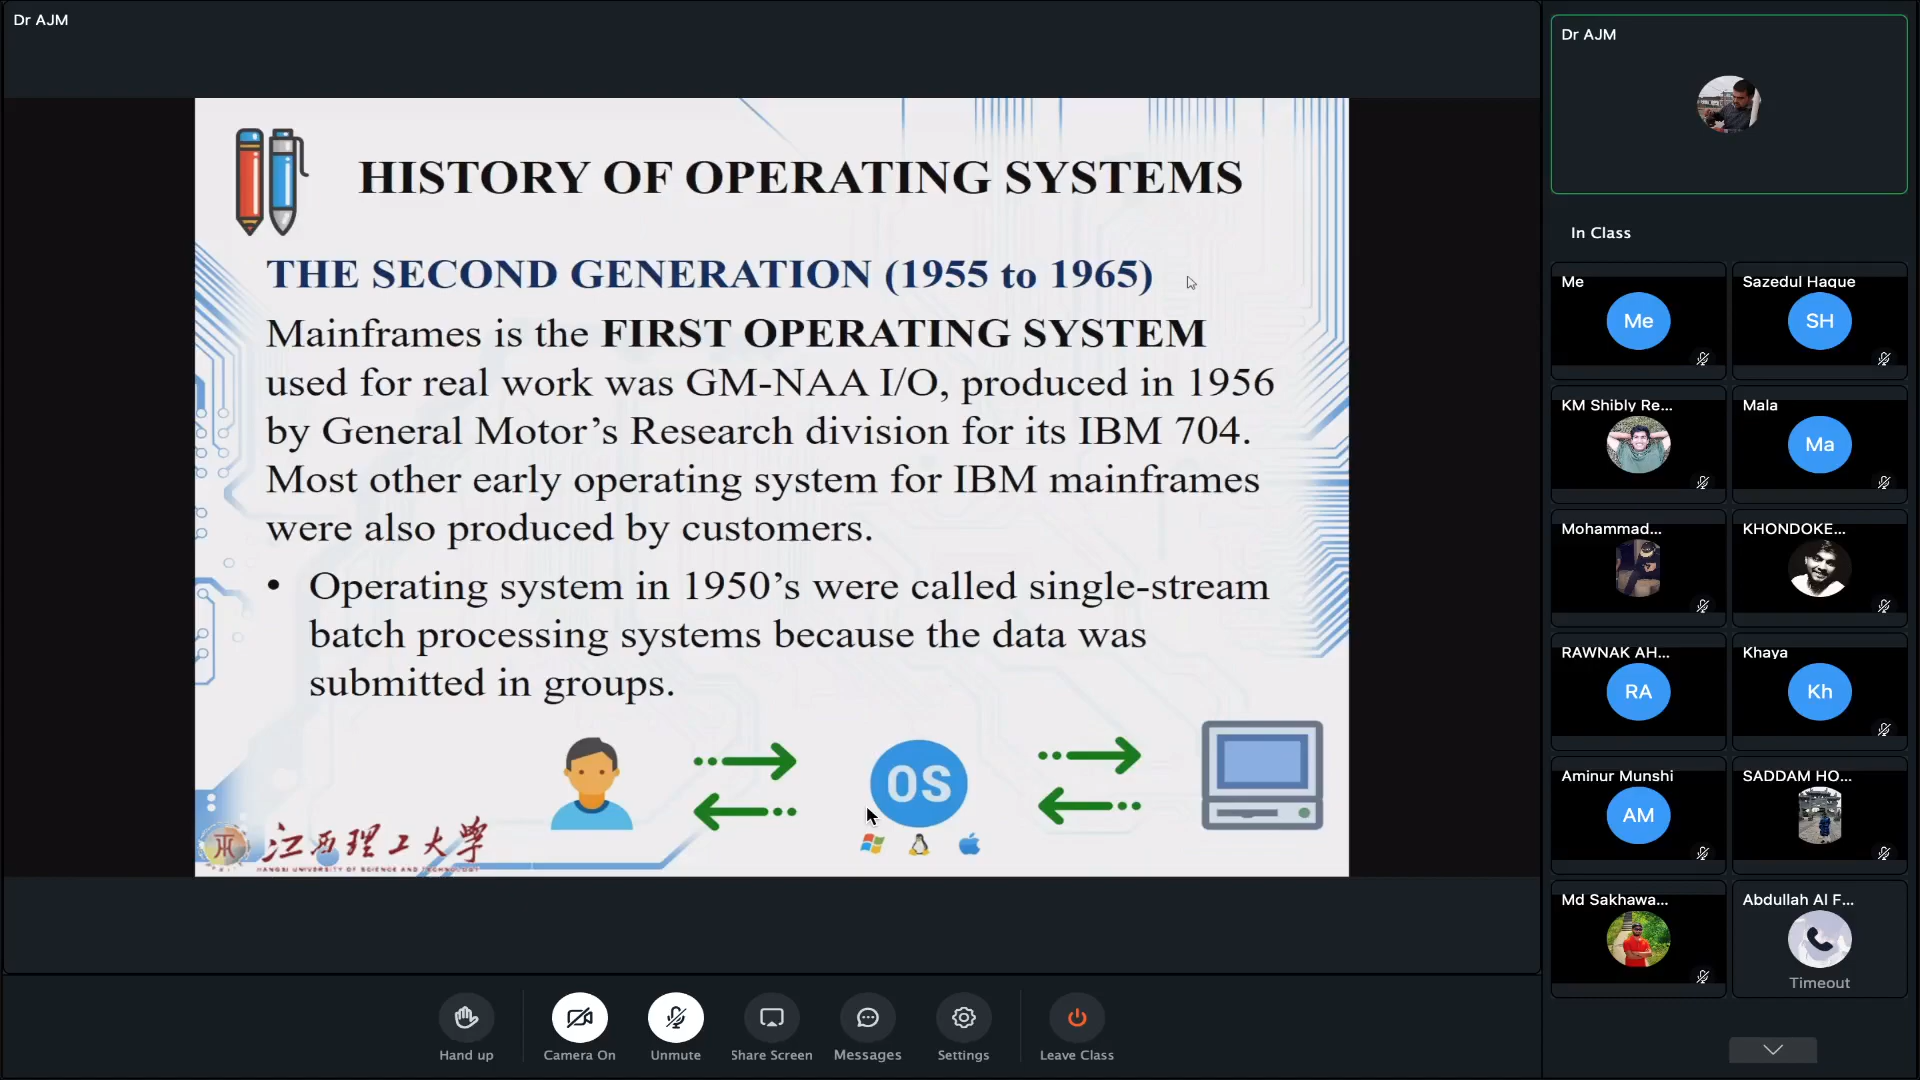 Dr AJM
HISTORY OF OPERATING SYSTEMS
THE SECOND GENERATION (1955 to 1965)
Mainframes is the FIRST OPERATING SYSTEM
used for real work was GM-NAA I/O, produced in 1956
by General Motor’s Research division for its IBM 704.
Most other early operating system for IBM mainframes
were also produced by customers.
• Operating system in 1950’s were called single-stream
batch processing systems because the data was
submitted in groups.
OS
江西理工大学
Hand up
Camera On
Unmute
Share Screen
Messages
Settings
Leave Class
Dr AJM
In Class
Me
Me
Sazedul Haque
SH
KM Shibly Re...
Mala
Ma
Mohammad...
KHONDOKE...
RAWNAK AH...
RA
Khaya
Kh
Aminur Munshi
AM
SADDAM HO...
Md Sakhawa...
Abdullah Al F...
Timeout